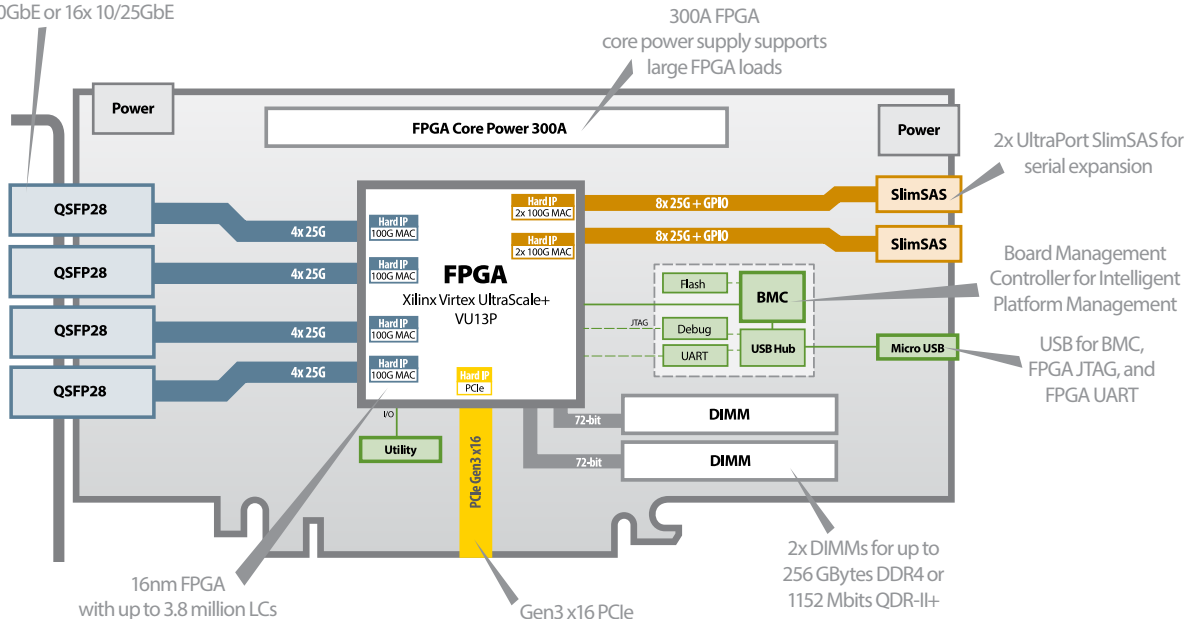 GbE or 16x 10/25GbE
300A FPGA
core power supply supports
large FPGA loads
Power
FPGA Core Power 300A
Power
2x UltraPort SlimSAS for
serial expansion
QSFP28
4x 25G
QSFP28
4x 25G
QSFP28
4x 25G
QSFP28
4x 25G
Hard IP
100G MAC
Hard IP
100G MAC
Hard IP
100G MAC
Hard IP
100G MAC
Hard IP
2x 100G MAC
Hard IP
2x 100G MAC
FPGA
Xilinx Virtex UltraScale+
VU13P
Hard IP
PCIe
8x 25G + GPIO
SlimSAS
8x 25G + GPIO
SlimSAS
Flash
BMC
JTAG
Debug
UART
USB Hub
Micro USB
Board Management
Controller for Intelligent
Platform Management
USB for BMC,
FPGA JTAG, and
FPGA UART
I/O
Utility
PCIe Gen3 x16
72-bit
DIMM
72-bit
DIMM
16nm FPGA
with up to 3.8 million LCs
Gen3 x16 PCIe
2x DIMMs for up to
256 GBytes DDR4 or
1152 Mbits QDR-II+